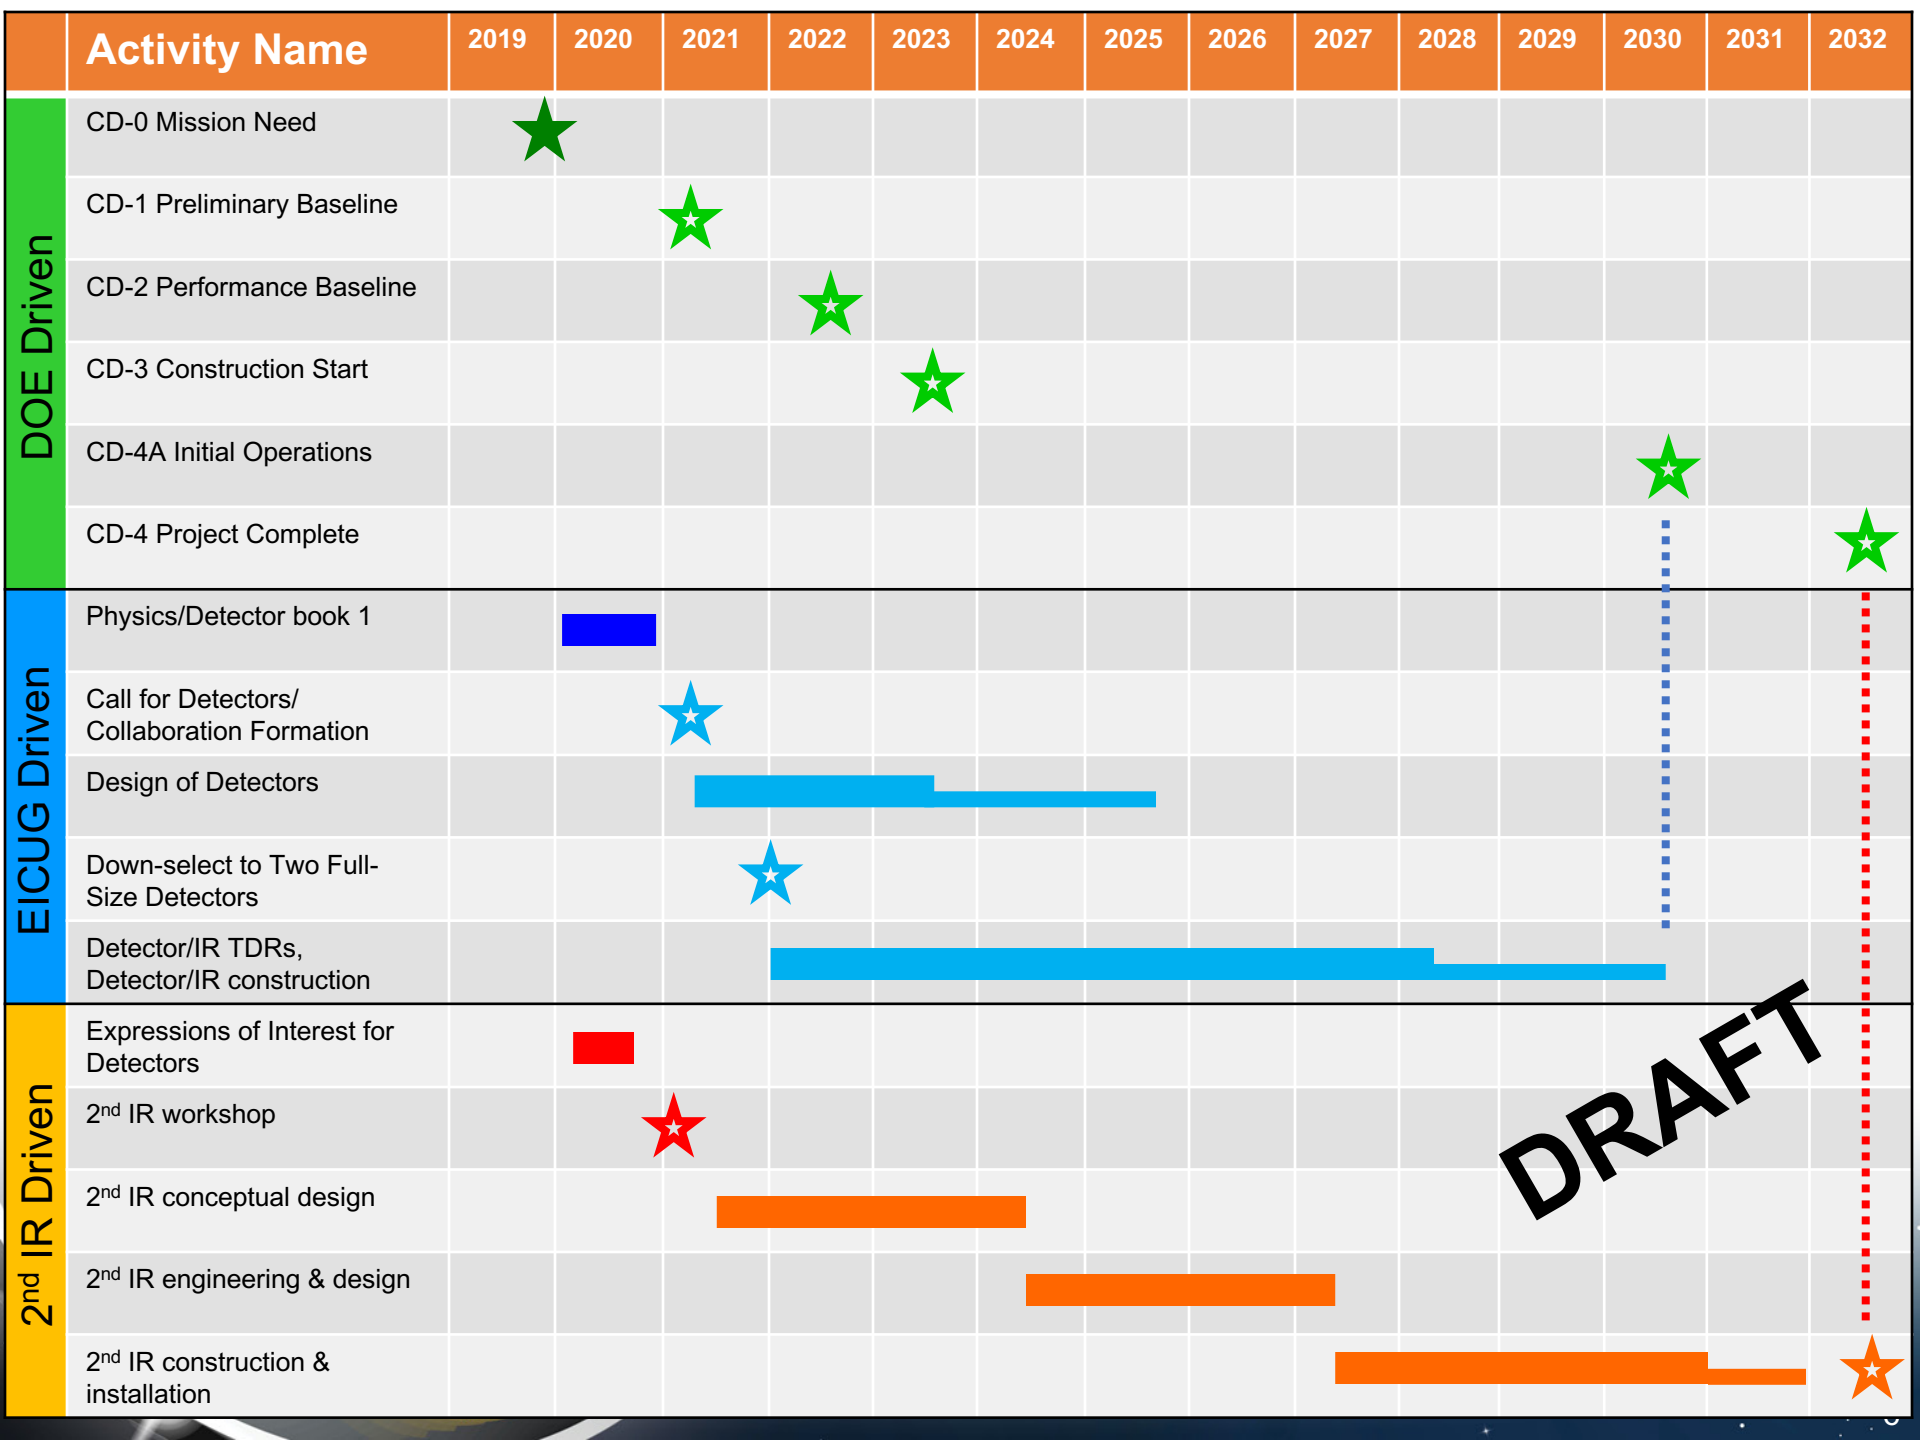 Activity Name 2019 2020 2021 2022 2023 2024 2025 2026 2027 2028 2029 2030 2031 2032
DOE Driven
CD-0 Mission Need
CD-1 Preliminary Baseline
CD-2 Performance Baseline
CD-3 Construction Start
CD-4A Initial Operations
CD-4 Project Complete
EICUG Driven
Physics/Detector book 1
Call for Detectors/
Collaboration Formation
Design of Detectors
Down-select to Two Full-
Size Detectors
Detector/IR TDRs,
Detector/IR construction
2nd IR Driven
Expressions of Interest for
Detectors
2nd IR workshop
2nd IR conceptual design
2nd IR engineering & design
2nd IR construction &
installation
DRAFT